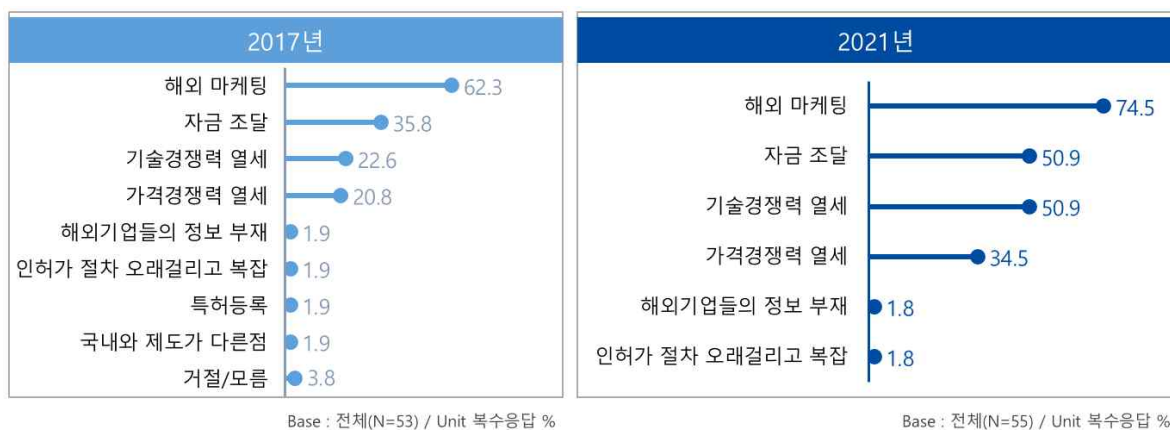 2017년
해외 마케팅 62.3
자금 조달 35.8
기술경쟁력 열세 22.6
가격경쟁력 열세 20.8
해외기업들의 정보 부재 1.9
인허가 절차 오래걸리고 복잡 1.9
특허등록 1.9
국내와 제도가 다른점 1.9
거절/모름 3.8
Base : 전체(N=53) / Unit 복수응답 %
2021년
해외 마케팅 74.5
자금 조달 50.9
기술경쟁력 열세 50.9
가격경쟁력 열세 34.5
해외기업들의 정보 부재 1.8
인허가 절차 오래걸리고 복잡 1.8
Base : 전체(N=55) / Unit 복수응답 %